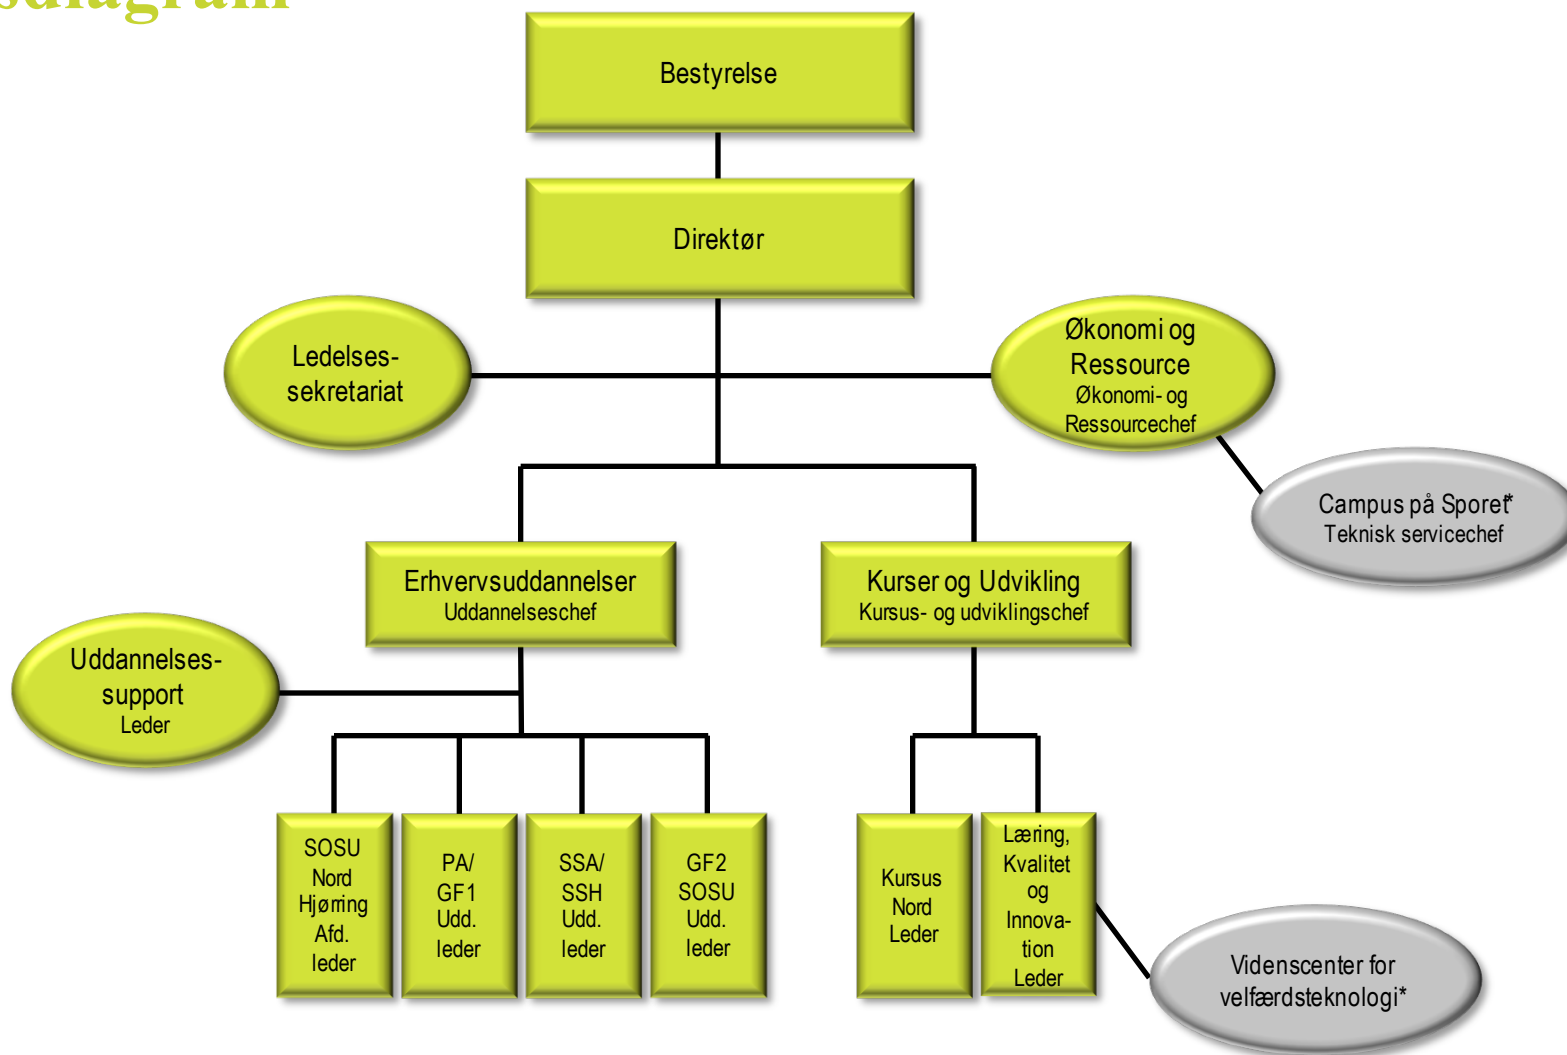 sdiagram
Bestyrelse
Direktør
Ledelses-
sekretariat
Økonomi og
Ressource
Økonomi- og
Ressourcechef
Campus på Sporet*
Teknisk servicechef
Erhvervsuddannelser
Uddannelseschef
Kurser og Udvikling
Kursus- og udviklingschef
Uddannelses-
support
Leder
SOSU
Nord
Hjørring
Afd.
leder
PA/
GF1
Udd.
leder
SSA/
SSH
Udd.
leder
GF2
SOSU
Udd.
leder
Kursus
Nord
Leder
Læring,
Kvalitet
og
Innova-
tion
Leder
Videnscenter for
velfærdsteknologi*